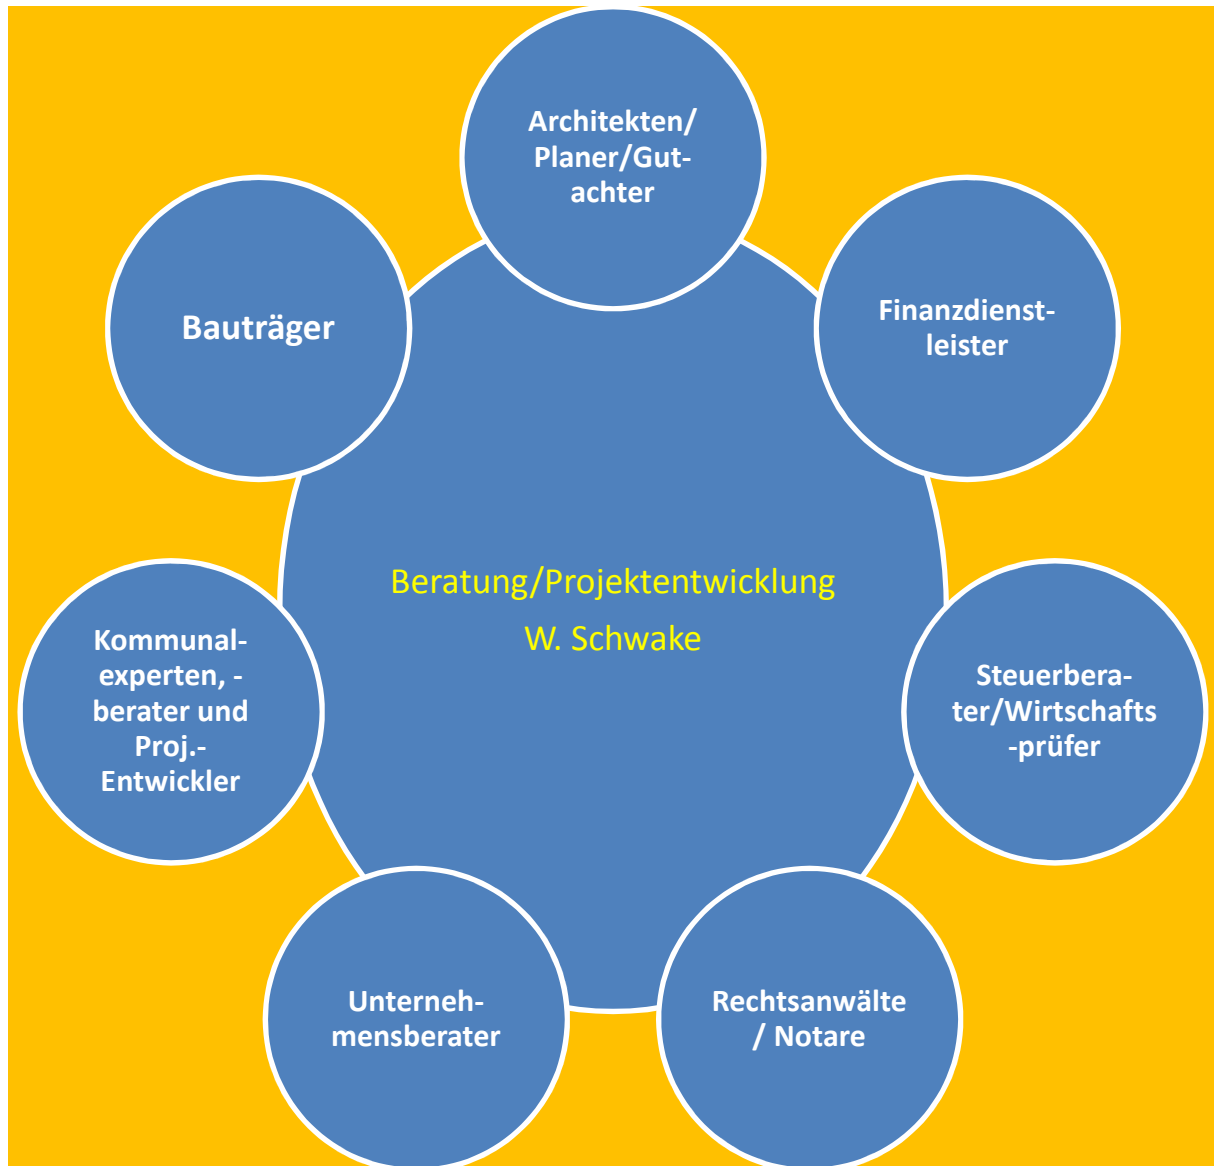 Architekten/
Planer/Gut-
achter
Finanzdienst-
leister
Steuerbera-
ter/Wirtschafts
-prüfer
Rechtsanwälte
/ Notare
Unterneh-
mensberater
Kommunal-
experten, -
berater und
Proj.-
Entwickler
Bauträger
Beratung/Projektentwicklung
W. Schwake